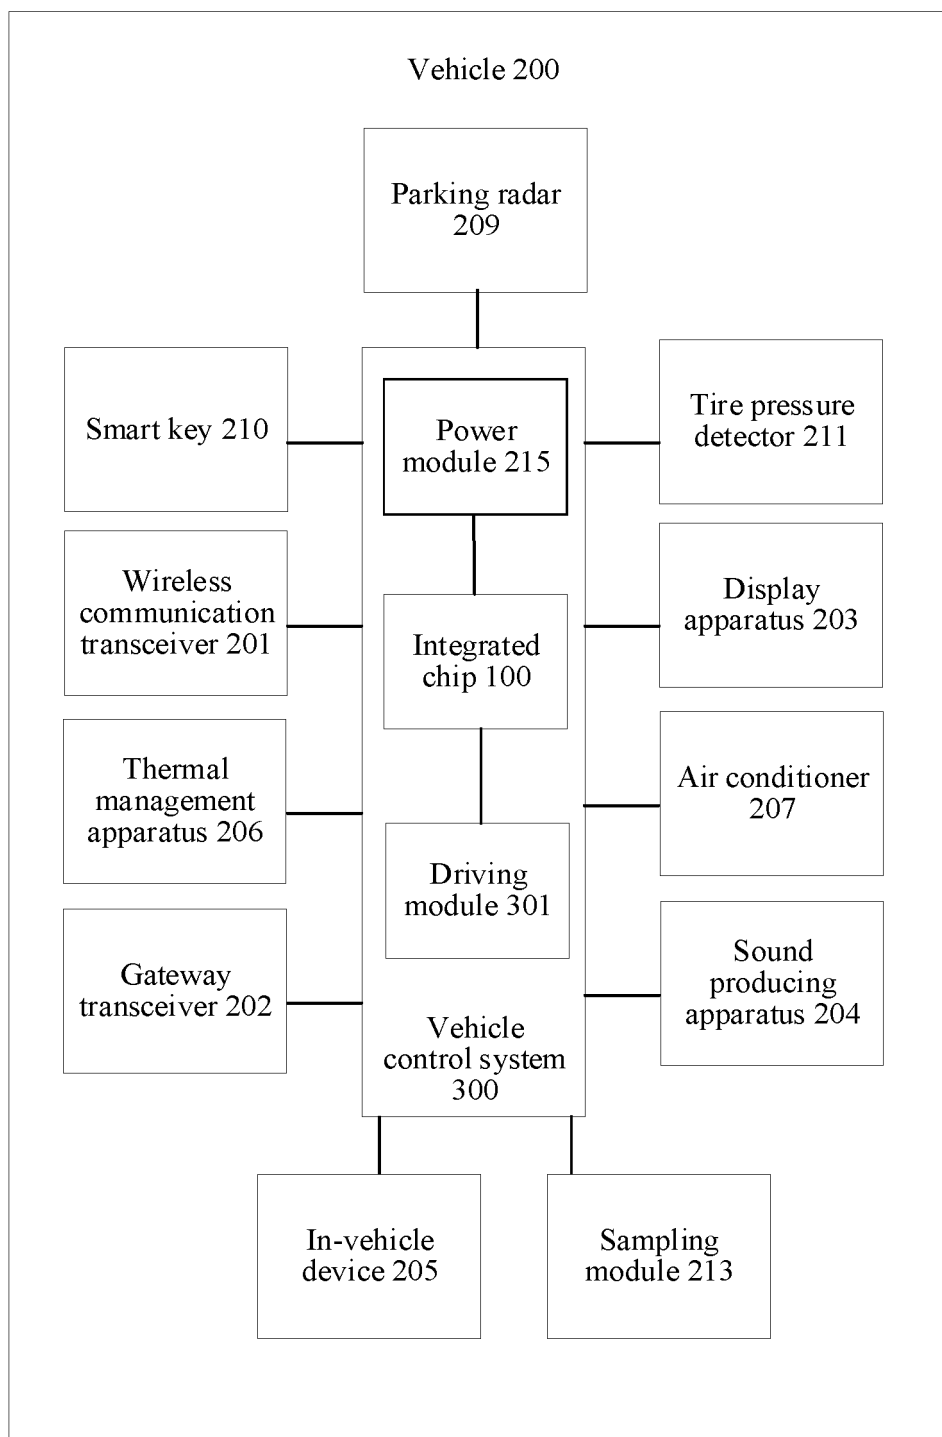 Vehicle 200
Parking radar
209
Smart key 210
Power
module 215
Tire pressure
detector 211
Wireless
communication
transceiver 201
Integrated
chip 100
Display
apparatus 203
Thermal
management
apparatus 206
Air conditioner
207
Driving
module 301
Gateway
transceiver 202
Sound
producing
apparatus 204
Vehicle
control system
300
In-vehicle
device 205
Sampling
module 213